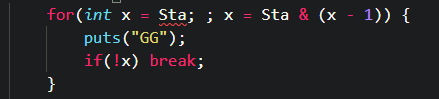 for(int x = Sta; ; x = Sta & (x - 1)) {
    puts("GG");
    if(!x) break;
}